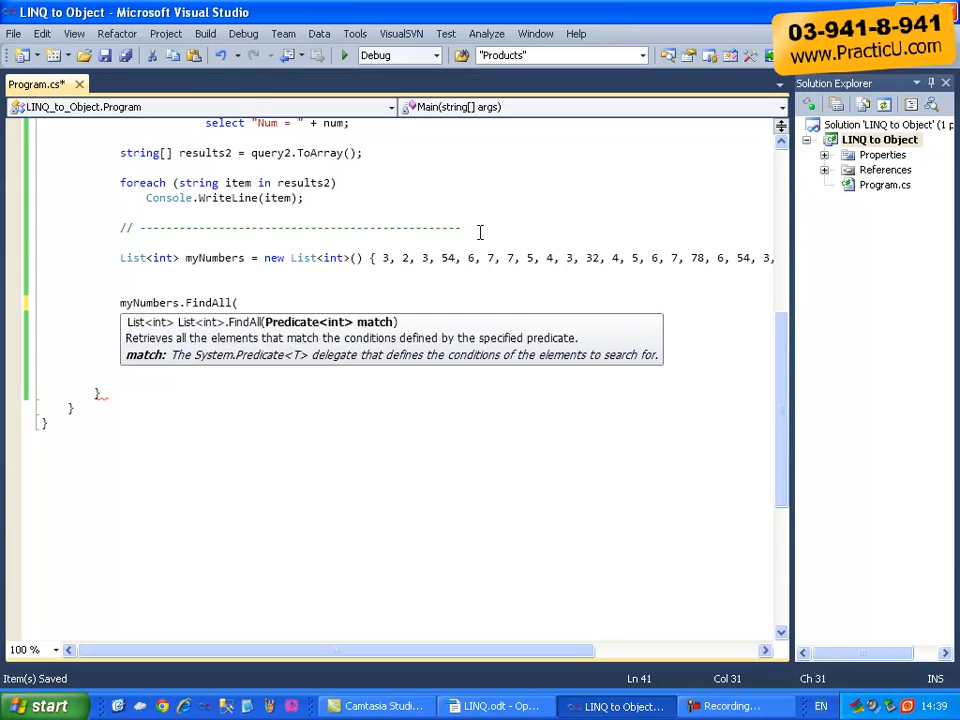 LINQ to Object - Microsoft Visual Studio
03-941-8-941
www.PracticU.com
File Edit View Refactor Project Build Debug Team Data Tools VisualSVN Test Analyze Window Help
Debug "Products"
Program.cs*
Solution Explorer
LINQ_to_Object.Program
Main(string[] args)
Solution 'LINQ to Object' (1 p
LINQ to Object
Properties
References
Program.cs
select "Num = " + num;
string[] results2 = query2.ToArray();
foreach (string item in results2)
Console.WriteLine(item);
// -------------------------------------------------
List<int> myNumbers = new List<int>() { 3, 2, 3, 54, 6, 7, 7, 5, 4, 3, 32, 4, 5, 6, 7, 78, 6, 54, 3,
myNumbers.FindAll(
List<int> List<int>.FindAll(Predicate<int> match)
Retrieves all the elements that match the conditions defined by the specified predicate.
match: The System.Predicate<T> delegate that defines the conditions of the elements to search for.
}
}
}
100 %
Item(s) Saved Ln 41 Col 31 Ch 31 INS
start Camtasia Studi... LINQ.odt - Op... LINQ to Object... Recording... EN 14:39